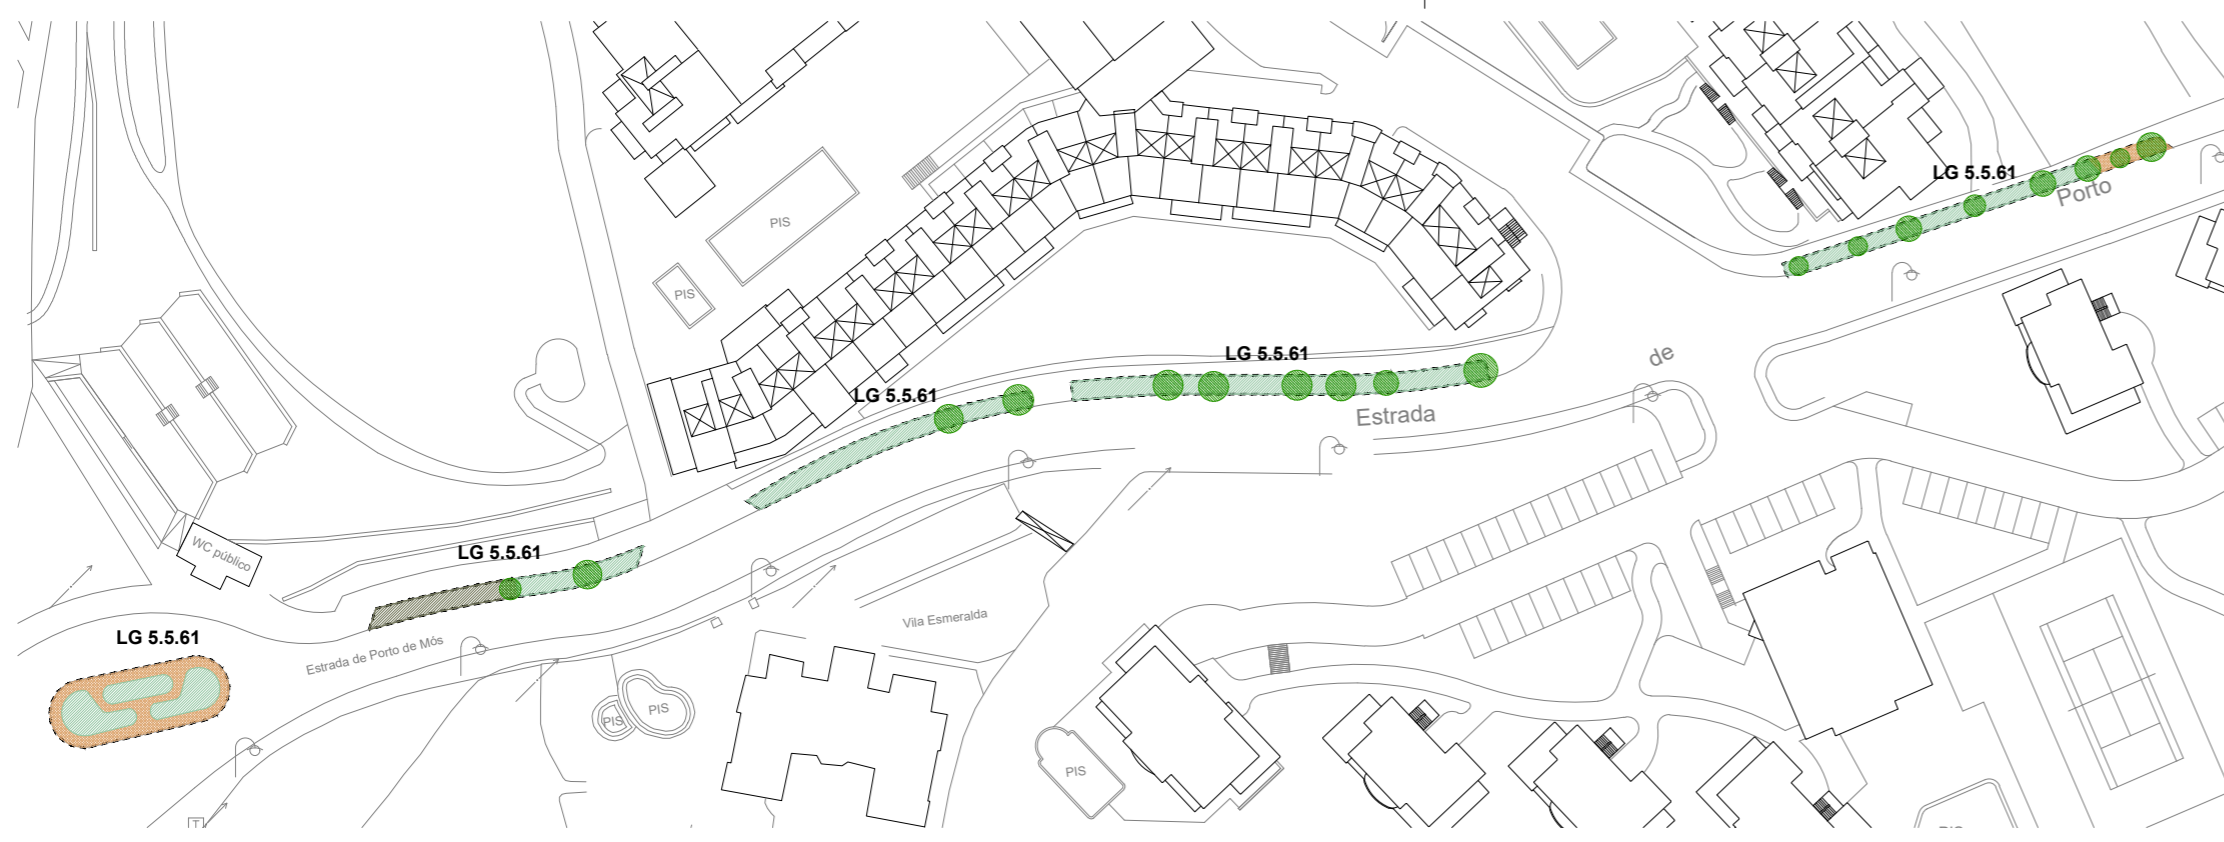 LG 5.5.61
Porto
PIS
PIS
LG 5.5.61
de
LG 5.5.61
Estrada
WC público
LG 5.5.61
Vila Esmeralda
LG 5.5.61
Estrada de Porto de Mós
PIS
PIS
PIS
T